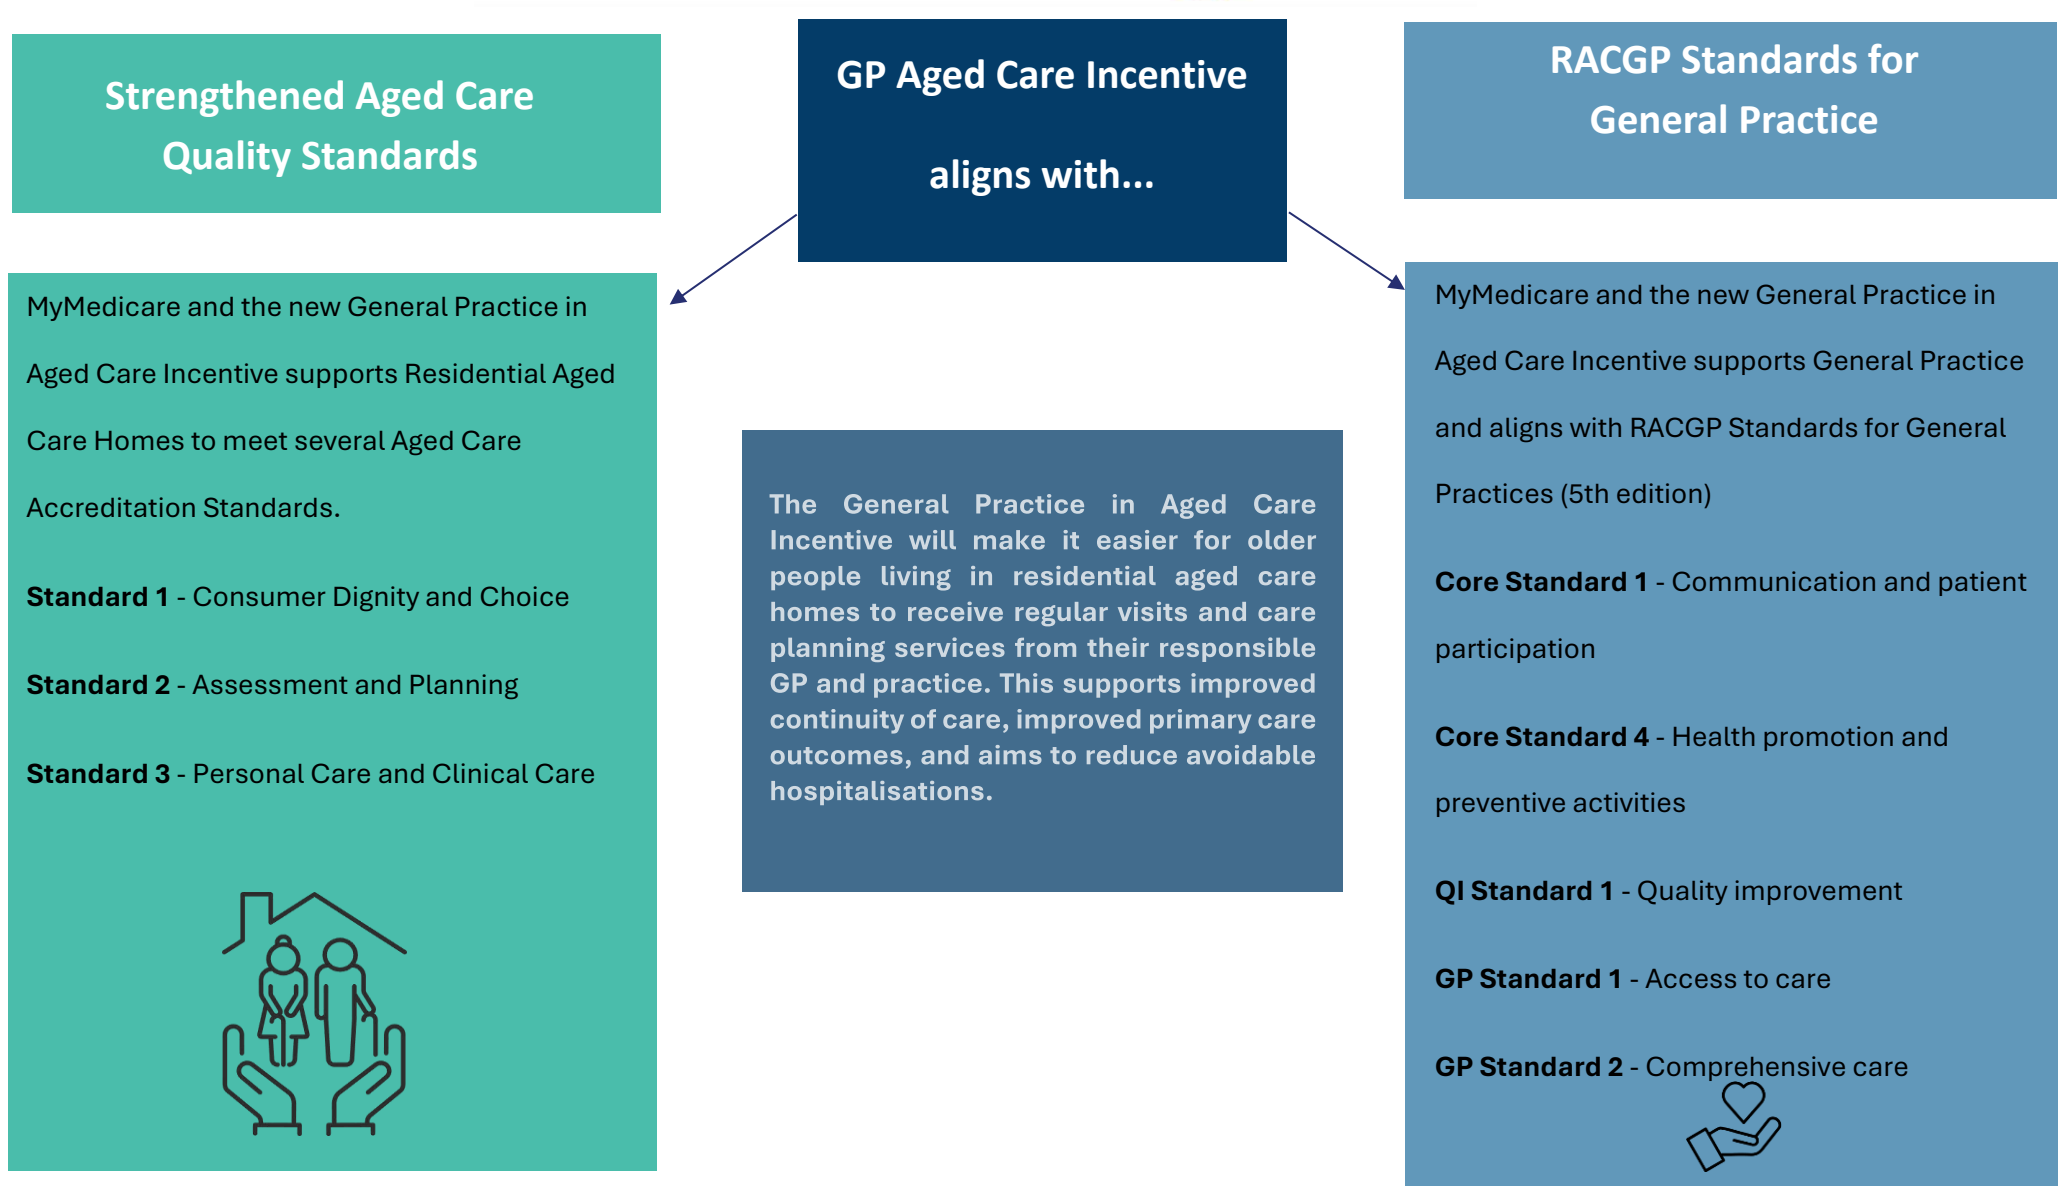 Strengthened Aged Care
Quality Standards
GP Aged Care Incentive
aligns with...
RACGP Standards for
General Practice
MyMedicare and the new General Practice in
Aged Care Incentive supports Residential Aged
Care Homes to meet several Aged Care
Accreditation Standards.
Standard 1 - Consumer Dignity and Choice
Standard 2 - Assessment and Planning
Standard 3 - Personal Care and Clinical Care
The General Practice in Aged Care
Incentive will make it easier for older
people living in residential aged care
homes to receive regular visits and care
planning services from their responsible
GP and practice. This supports improved
continuity of care, improved primary care
outcomes, and aims to reduce avoidable
hospitalisations.
MyMedicare and the new General Practice in
Aged Care Incentive supports General Practice
and aligns with RACGP Standards for General
Practices (5th edition)
Core Standard 1 - Communication and patient
participation
Core Standard 4 - Health promotion and
preventive activities
QI Standard 1 - Quality improvement
GP Standard 1 - Access to care
GP Standard 2 - Comprehensive care